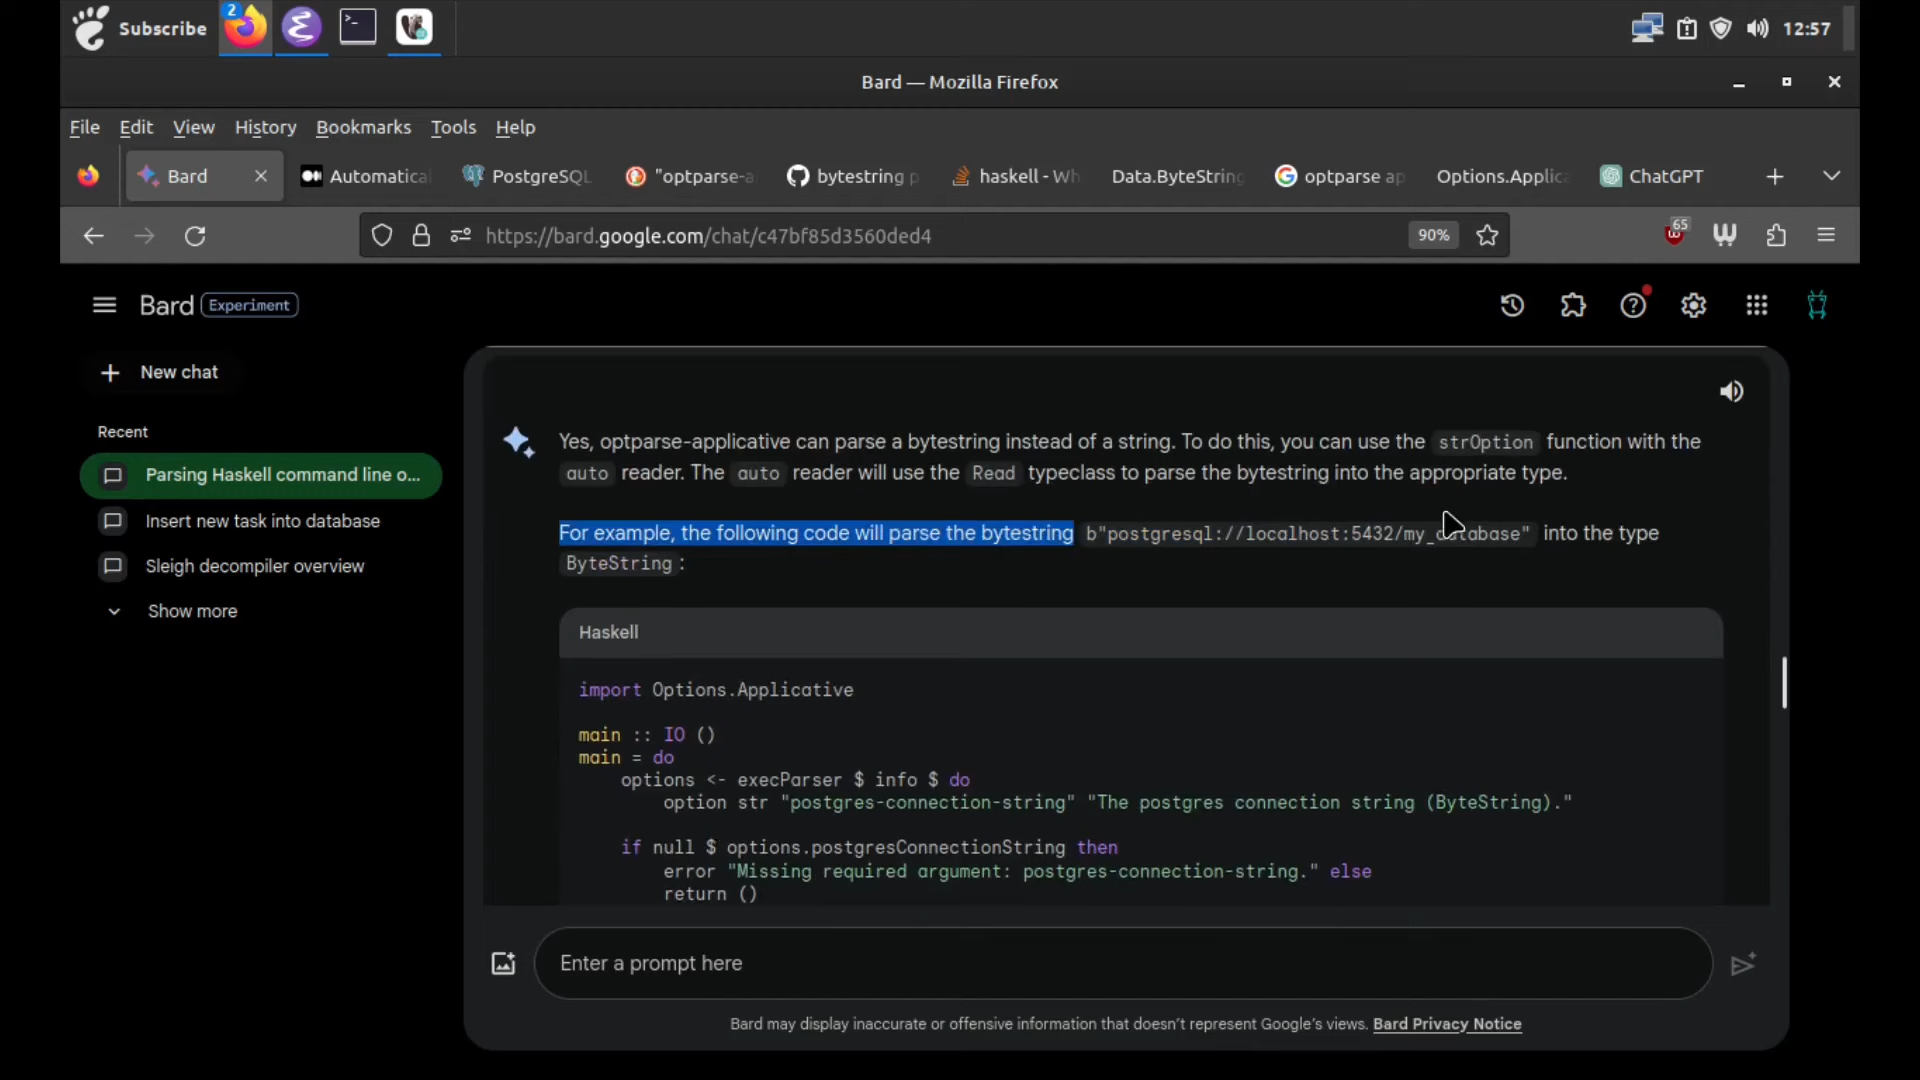 Subscribe
2
12:57
Bard — Mozilla Firefox
File Edit View History Bookmarks Tools Help
Bard
Automatica
PostgreSQL
"optparse-a
bytestring p
haskell - Wh
Data.ByteString
optparse ap
Options.Applic
ChatGPT
https://bard.google.com/chat/c47bf85d3560ded4
90%
65
Bard Experiment
New chat
Recent
Parsing Haskell command line o...
Insert new task into database
Sleigh decompiler overview
Show more
Yes, optparse-applicative can parse a bytestring instead of a string. To do this, you can use the strOption function with the
auto reader. The auto reader will use the Read typeclass to parse the bytestring into the appropriate type.
For example, the following code will parse the bytestring b"postgresql://localhost:5432/my_database" into the type
ByteString:
Haskell
import Options.Applicative
main :: IO ()
main = do
options <- execParser $ info $ do
option str "postgres-connection-string" "The postgres connection string (ByteString)."
if null $ options.postgresConnectionString then
error "Missing required argument: postgres-connection-string." else
return ()
Enter a prompt here
Bard may display inaccurate or offensive information that doesn't represent Google's views. Bard Privacy Notice